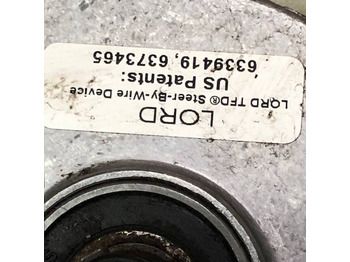 LORD
LORD TFD® Steer-By-Wire Device
US Patents:
6339419, 6373465